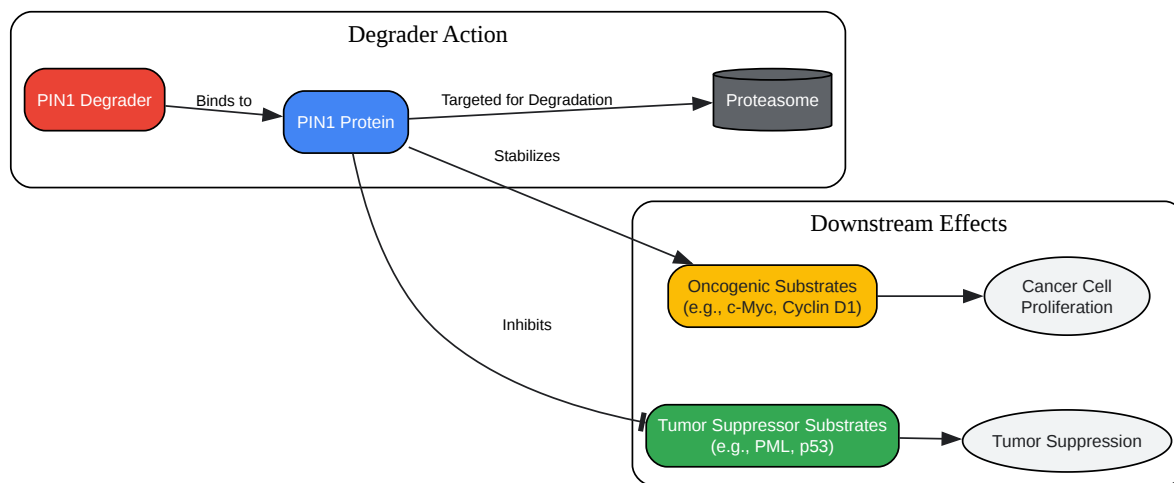 Degrader Action
PIN1 Degrader
Binds to
PIN1 Protein
Targeted for Degradation
Proteasome
Stabilizes
Downstream Effects
Oncogenic Substrates
(e.g., c-Myc, Cyclin D1)
Cancer Cell
Proliferation
Inhibits
Tumor Suppressor Substrates
(e.g., PML, p53)
Tumor Suppression